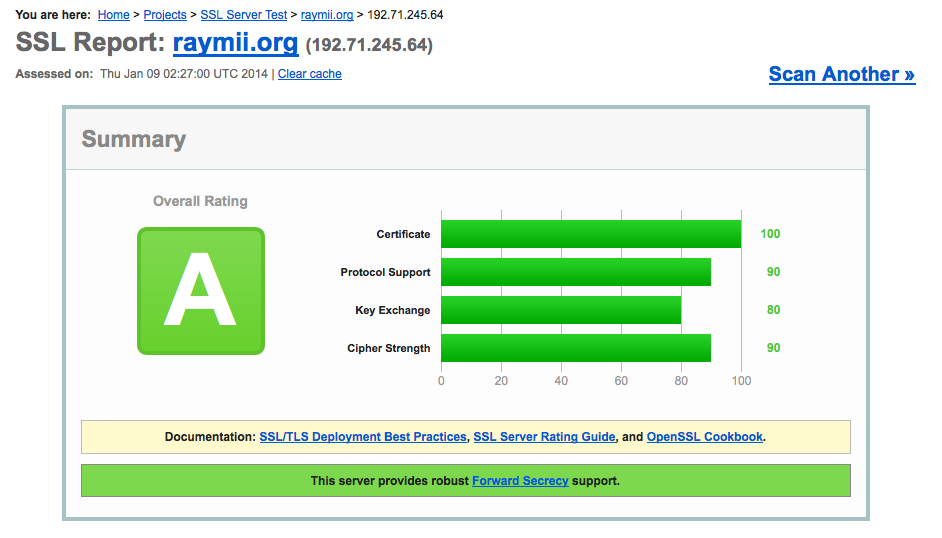 You are here: Home > Projects > SSL Server Test > raymii.org > 192.71.245.64
SSL Report: raymii.org (192.71.245.64)
Assessed on: Thu Jan 09 02:27:00 UTC 2014 | Clear cache
Scan Another »
Summary
Overall Rating
A
Certificate 100
Protocol Support 90
Key Exchange 80
Cipher Strength 90
0 20 40 60 80 100
Documentation: SSL/TLS Deployment Best Practices, SSL Server Rating Guide, and OpenSSL Cookbook.
This server provides robust Forward Secrecy support.